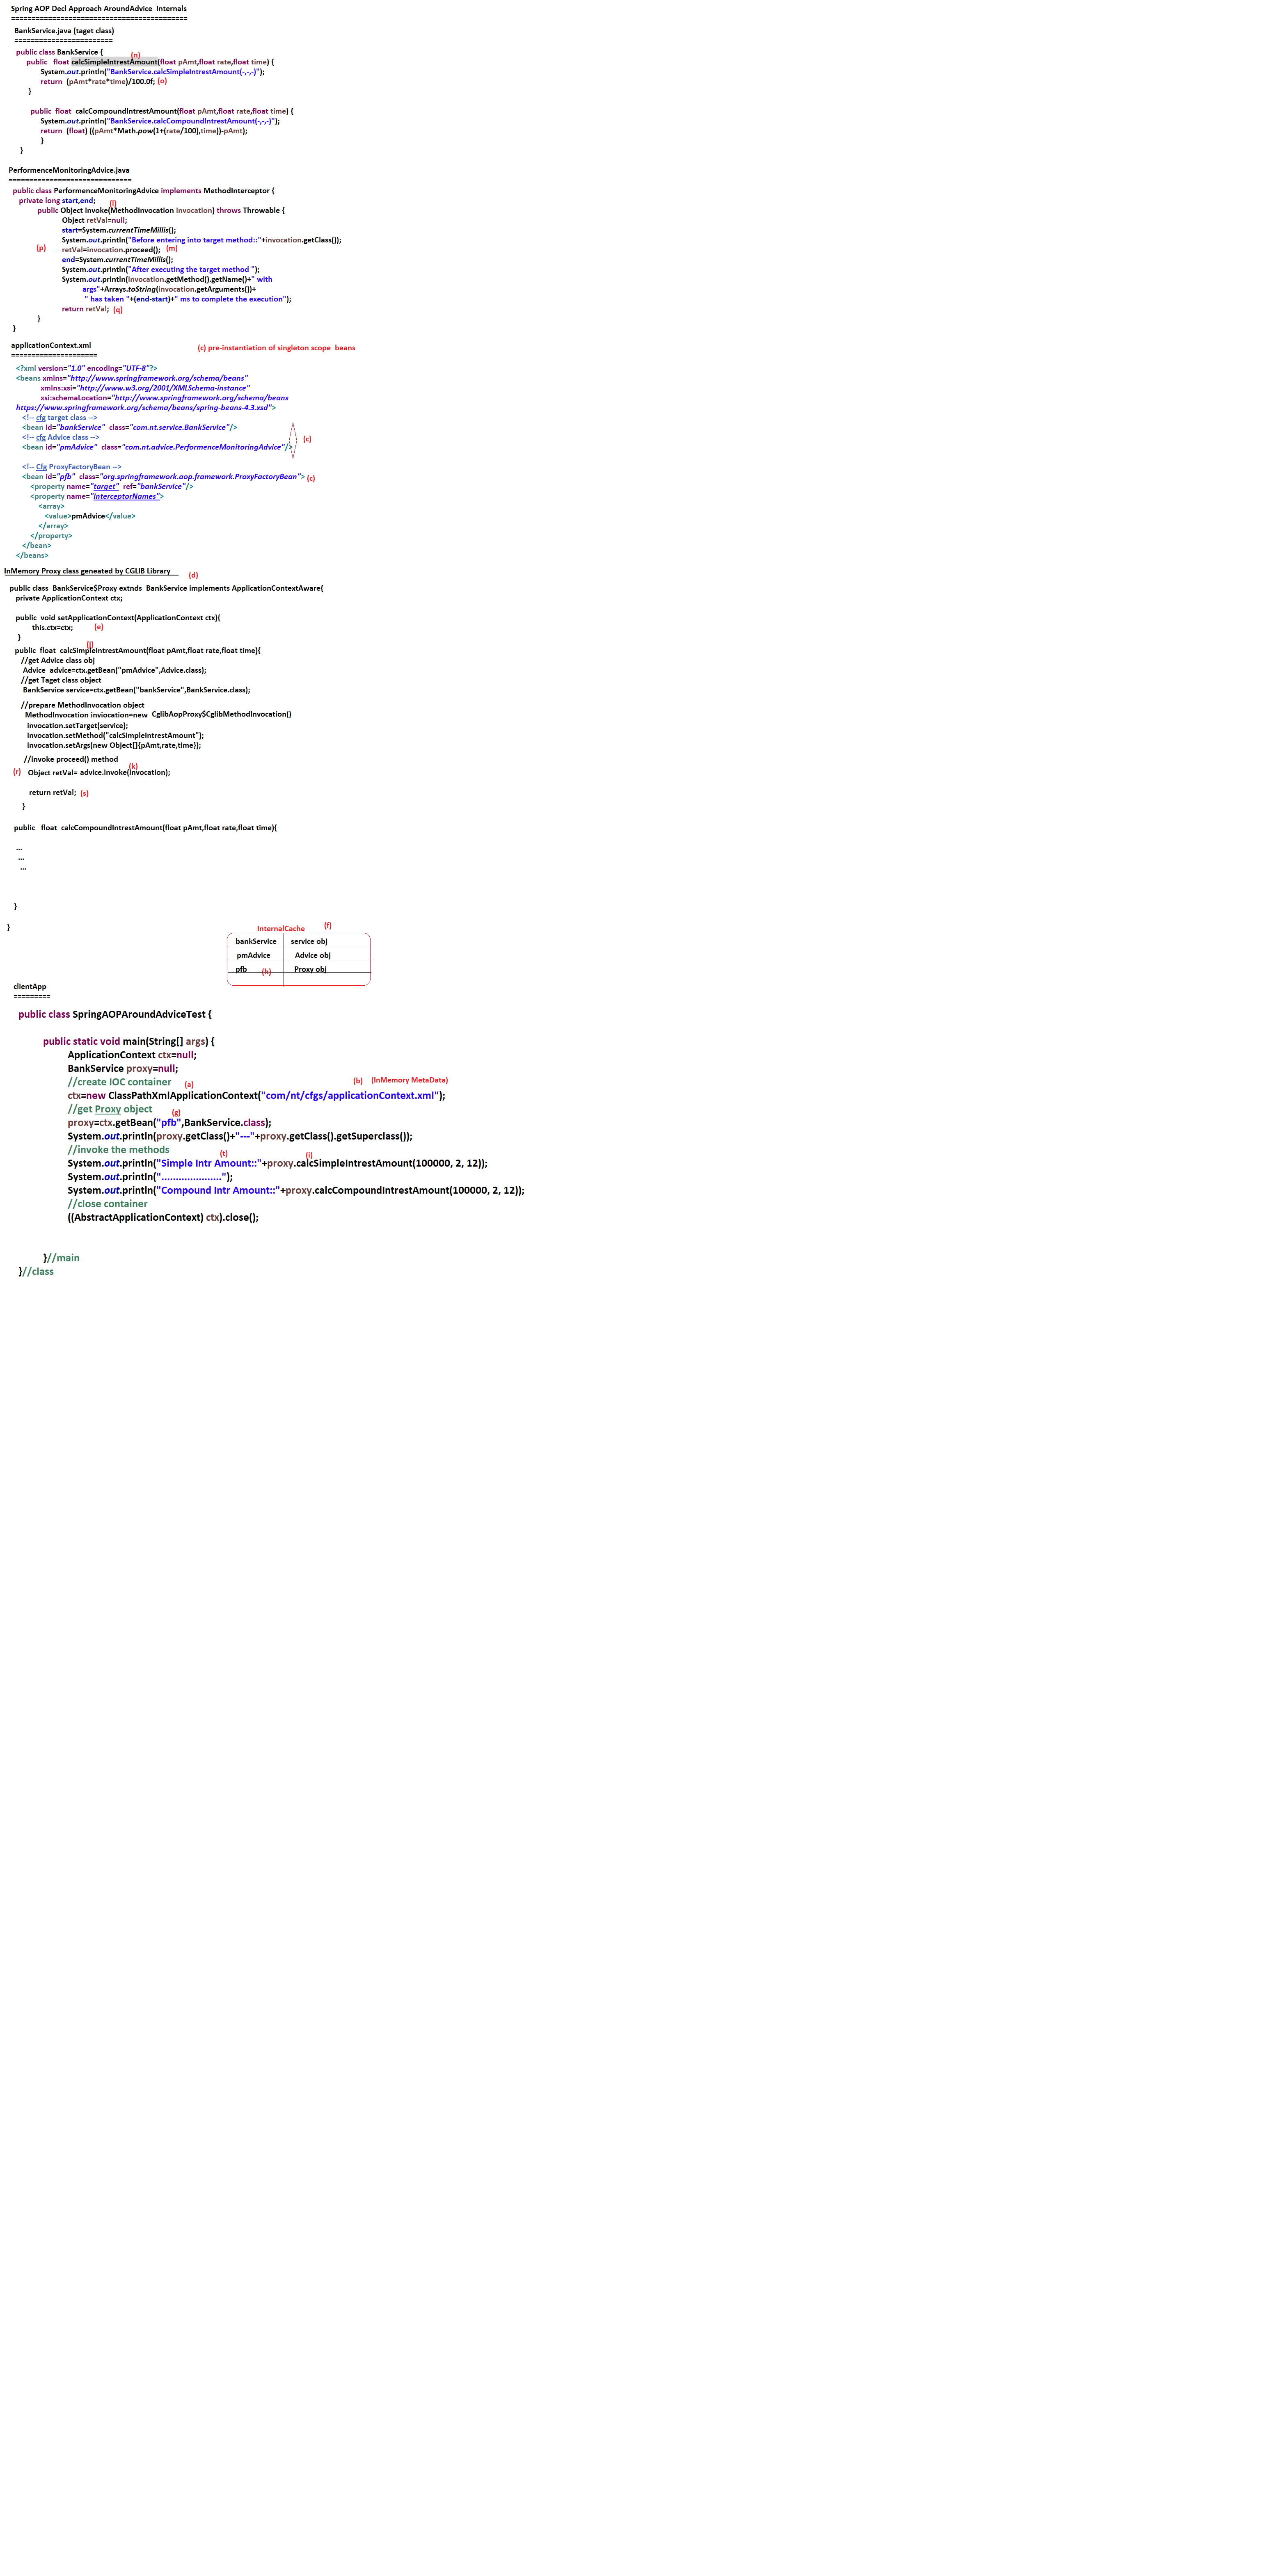 Spring AOP Decl Approach AroundAdvice  Internals
===========================================
BankService.java (taget class)
========================
public class BankService {
(n)
public   float calcSimpleIntrestAmount(float pAmt,float rate,float time) {
System.out.println("BankService.calcSimpleIntrestAmount(-,-,-)");
return  (pAmt*rate*time)/100.0f; (o)
}
public  float  calcCompoundIntrestAmount(float pAmt,float rate,float time) {
System.out.println("BankService.calcCompoundIntrestAmount(-,-,-)");
return  (float) ((pAmt*Math.pow(1+(rate/100),time))-pAmt);
}
}
PerformenceMonitoringAdvice.java
==============================
public class PerformenceMonitoringAdvice implements MethodInterceptor {
private long start,end;
(l)
public Object invoke(MethodInvocation invocation) throws Throwable {
Object retVal=null;
start=System.currentTimeMillis();
System.out.println("Before entering into target method::"+invocation.getClass());
(p) retVal=invocation.proceed(); (m)
end=System.currentTimeMillis();
System.out.println("After executing the target method ");
System.out.println(invocation.getMethod().getName()+" with
args"+Arrays.toString(invocation.getArguments())+
" has taken "+(end-start)+" ms to complete the execution");
return retVal; (q)
}
}
applicationContext.xml
(c) pre-instantiation of singleton scope  beans
=====================
<?xml version="1.0" encoding="UTF-8"?>
<beans xmlns="http://www.springframework.org/schema/beans"
xmlns:xsi="http://www.w3.org/2001/XMLSchema-instance"
xsi:schemaLocation="http://www.springframework.org/schema/beans
https://www.springframework.org/schema/beans/spring-beans-4.3.xsd">
<!-- cfg target class -->
<bean id="bankService"  class="com.nt.service.BankService"/>
<!-- cfg Advice class --> (c)
<bean id="pmAdvice"  class="com.nt.advice.PerformenceMonitoringAdvice"/>
<!-- Cfg ProxyFactoryBean -->
<bean id="pfb"  class="org.springframework.aop.framework.ProxyFactoryBean"> (c)
<property name="target"  ref="bankService"/>
<property name="interceptorNames">
<array>
<value>pmAdvice</value>
</array>
</property>
</bean>
</beans>
InMemory Proxy class geneated by CGLIB Library (d)
public class  BankService$Proxy extnds  BankService implements ApplicationContextAware{
private ApplicationContext ctx;
public  void setApplicationContext(ApplicationContext ctx){
this.ctx=ctx; (e)
}
(j)
public  float  calcSimpleIntrestAmount(float pAmt,float rate,float time){
//get Advice class obj
Advice  advice=ctx.getBean("pmAdvice",Advice.class);
//get Taget class object
BankService service=ctx.getBean("bankService",BankService.class);
//prepare MethodInvocation object
MethodInvocation inviocation=new  CglibAopProxy$CglibMethodInvocation()
invocation.setTarget(service);
invocation.setMethod("calcSimpleIntrestAmount");
invocation.setArgs(new Object[]{pAmt,rate,time});
//invoke proceed() method
(k)
(r) Object retVal= advice.invoke(invocation);
return retVal; (s)
}
public   float  calcCompoundIntrestAmount(float pAmt,float rate,float time){
...
...
...
}
}
InternalCache (f)
bankService service obj
pmAdvice Advice obj
pfb (h) Proxy obj
clientApp
=========
public class SpringAOPAroundAdviceTest {
public static void main(String[] args) {
ApplicationContext ctx=null;
BankService proxy=null;
//create IOC container (a) (b) (InMemory MetaData)
ctx=new ClassPathXmlApplicationContext("com/nt/cfgs/applicationContext.xml");
//get Proxy object (g)
proxy=ctx.getBean("pfb",BankService.class);
System.out.println(proxy.getClass()+"---"+proxy.getClass().getSuperclass());
//invoke the methods (t) (i)
System.out.println("Simple Intr Amount::"+proxy.calcSimpleIntrestAmount(100000, 2, 12));
System.out.println(".....................");
System.out.println("Compound Intr Amount::"+proxy.calcCompoundIntrestAmount(100000, 2, 12));
//close container
((AbstractApplicationContext) ctx).close();
}//main
}//class